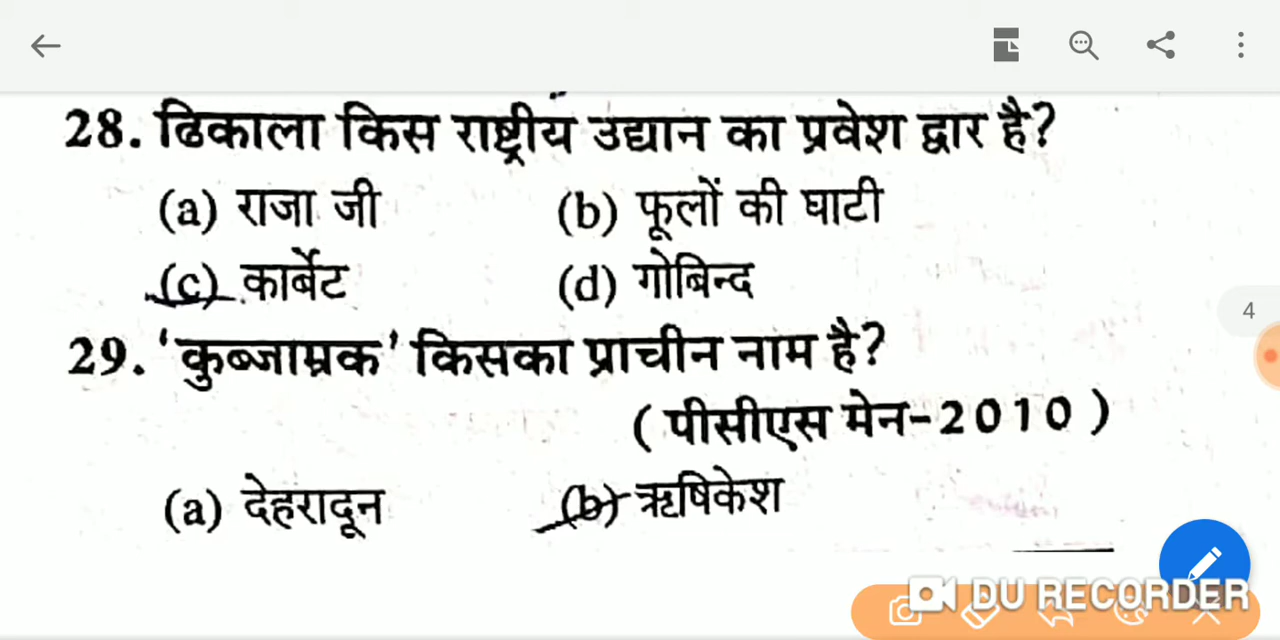 28. ढिकाला किस राष्ट्रीय उद्यान का प्रवेश द्वार है?
(a) राजा जी (b) फूलों की घाटी
(c) कार्बेट (d) गोबिन्द
4
29. 'कुब्जाम्रक' किसका प्राचीन नाम है?
(पीसीएस मेन-2010)
(a) देहरादून (b) ऋषिकेश
DU RECORDER